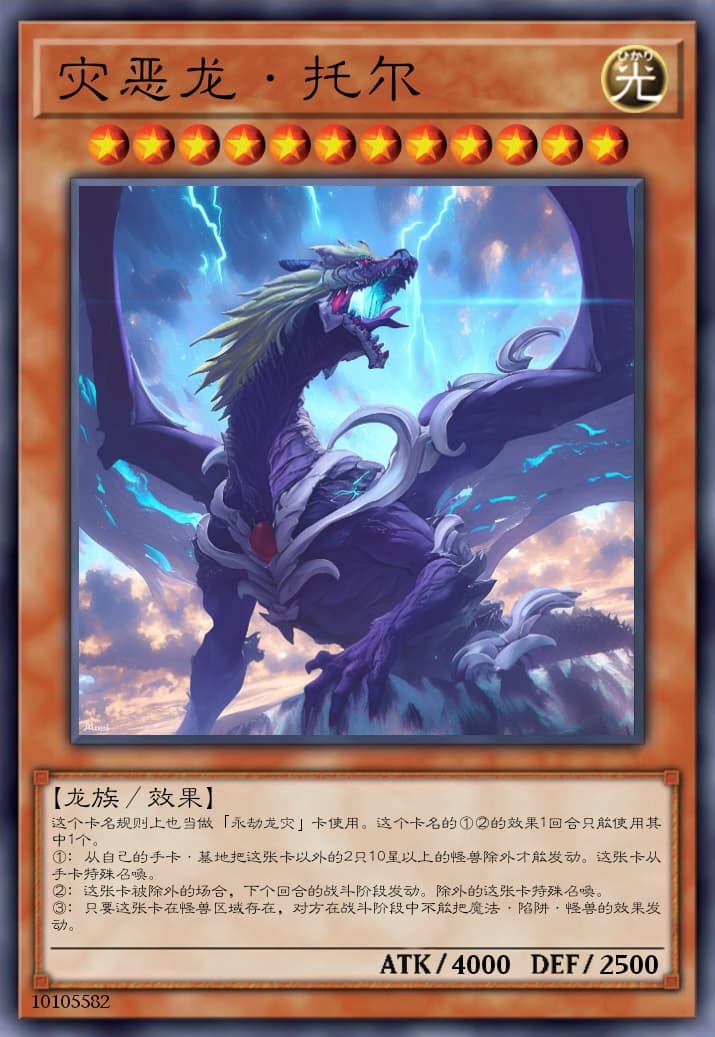 灾恶龙·托尔
ひかり
光
【龙族／效果】
这个卡名规则上也当做「永劫龙灾」卡使用。这个卡名的①②的效果1回合只能使用其
中1个。
①：从自己的手卡·墓地把这张卡以外的2只10星以上的怪兽除外才能发动。这张卡从
手卡特殊召唤。
②：这张卡被除外的场合，下个回合的战斗阶段发动。除外的这张卡特殊召唤。
③：只要这张卡在怪兽区域存在，对方在战斗阶段中不能把魔法·陷阱·怪兽的效果发
动。
ATK/4000 DEF/2500
10105582